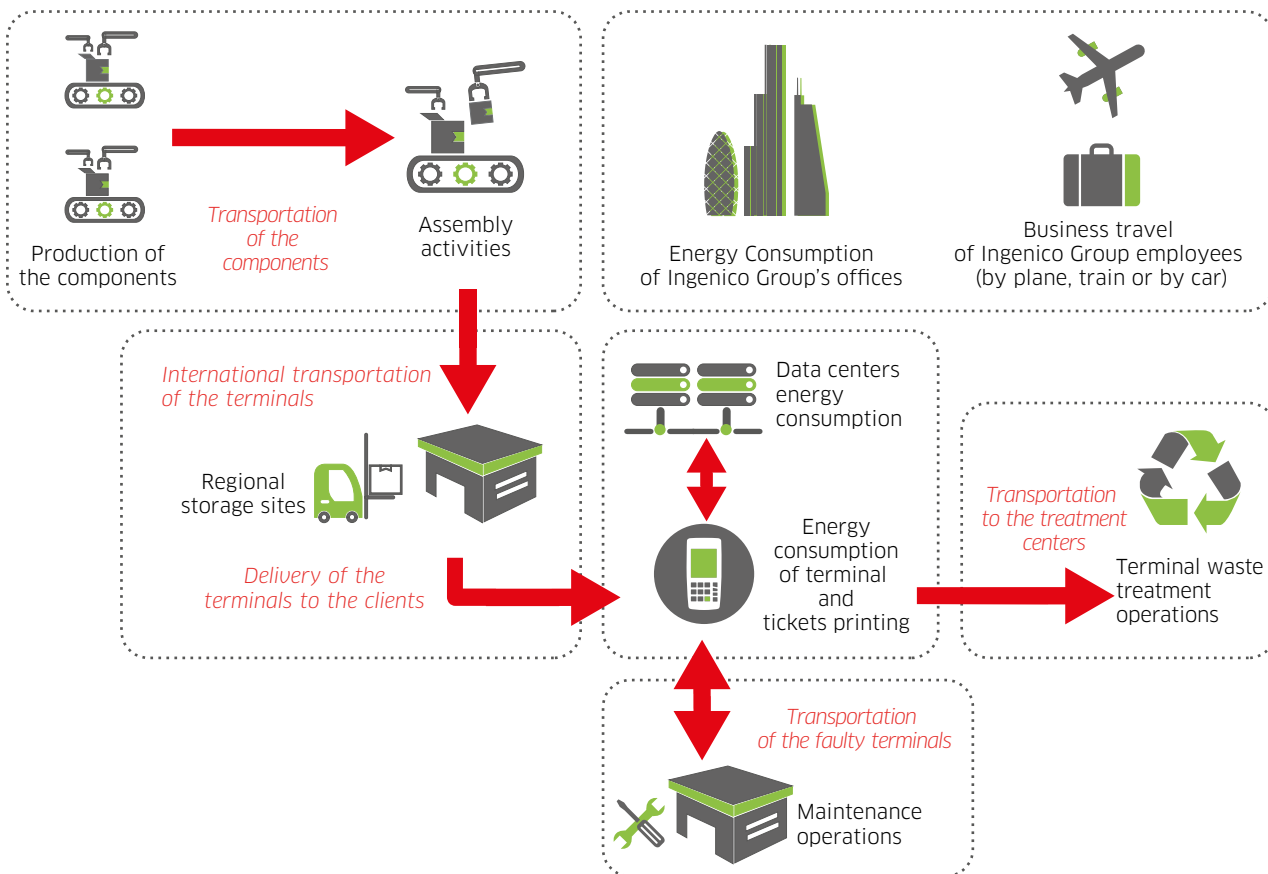 Production of
the components
Transportation
of the
components
Assembly
activities
Energy Consumption
of Ingenico Group's offices
Business travel
of Ingenico Group employees
(by plane, train or by car)
International transportation
of the terminals
Regional
storage sites
Delivery of the
terminals to the clients
Data centers
energy
consumption
Energy
consumption
of terminal
and
tickets printing
Transportation
to the treatment
centers
Terminal waste
treatment
operations
Transportation
of the faulty terminals
Maintenance
operations